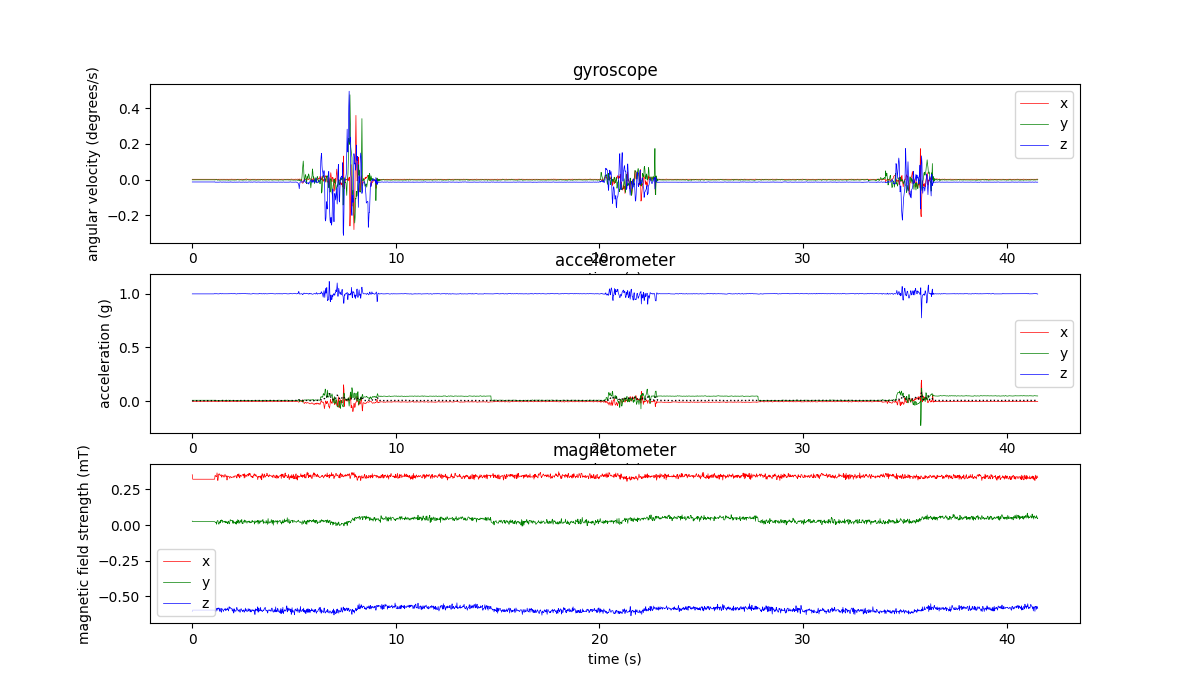 gyroscope
angular velocity (degrees/s)
0.4
0.2
0.0
−0.2
x
y
z
0 10 20 30 40
accelerometer
acceleration (g)
1.0
0.5
0.0
x
y
z
0 10 20 30 40
magnetometer
magnetic field strength (mT)
0.25
0.00
−0.25
−0.50
x
y
z
0 10 20 30 40
time (s)